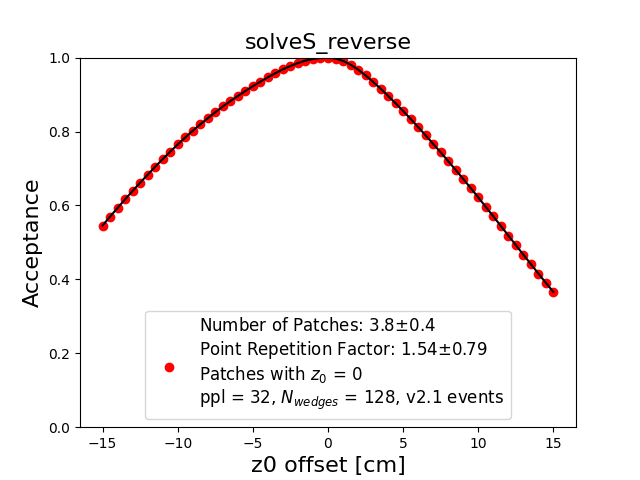 solveS_reverse
Acceptance
1.0
0.8
0.6
0.4
0.2
0.0
Number of Patches: 3.8±0.4
Point Repetition Factor: 1.54±0.79
Patches with z₀ = 0
ppl = 32, N_wedges = 128, v2.1 events
−15
−10
−5
0
5
10
15
z0 offset [cm]